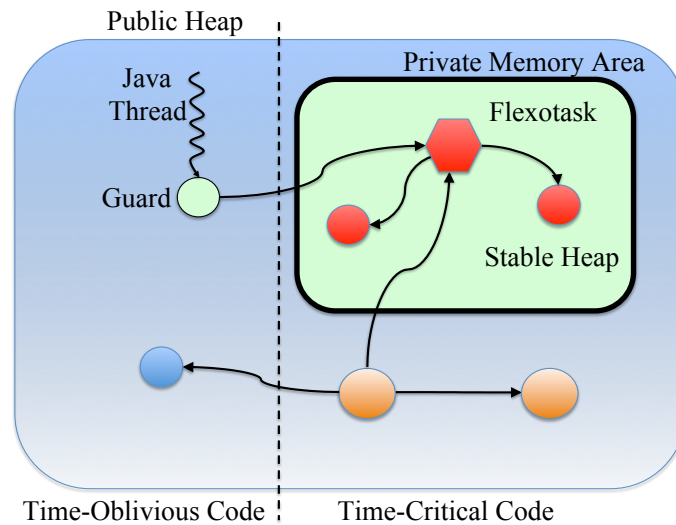 Public Heap
Private Memory Area
Java
Thread
Flexotask
Guard
Stable Heap
Time-Oblivious Code
Time-Critical Code